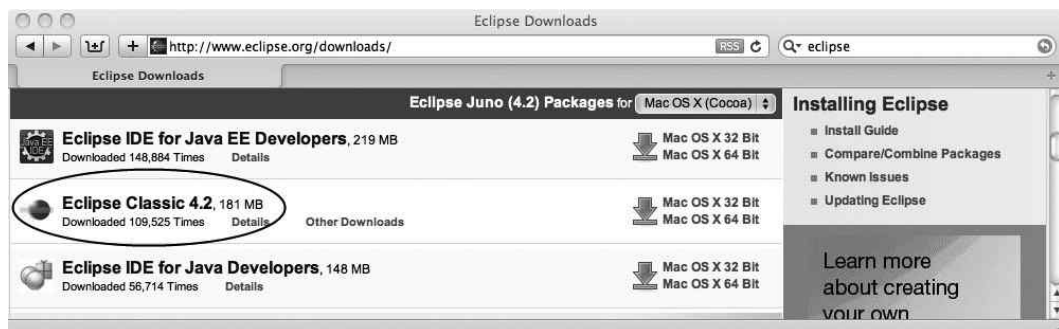 Eclipse Downloads
http://www.eclipse.org/downloads/
RSS
eclipse
Eclipse Downloads
Eclipse Juno (4.2) Packages for Mac OS X (Cocoa)
Java EE IDE
Eclipse IDE for Java EE Developers, 219 MB
Downloaded 148,884 Times Details
Mac OS X 32 Bit
Mac OS X 64 Bit
Eclipse Classic 4.2, 181 MB
Downloaded 109,525 Times Details Other Downloads
Mac OS X 32 Bit
Mac OS X 64 Bit
Eclipse IDE for Java Developers, 148 MB
Downloaded 56,714 Times Details
Mac OS X 32 Bit
Mac OS X 64 Bit
Installing Eclipse
Install Guide
Compare/Combine Packages
Known Issues
Updating Eclipse
Learn more
about creating
your own